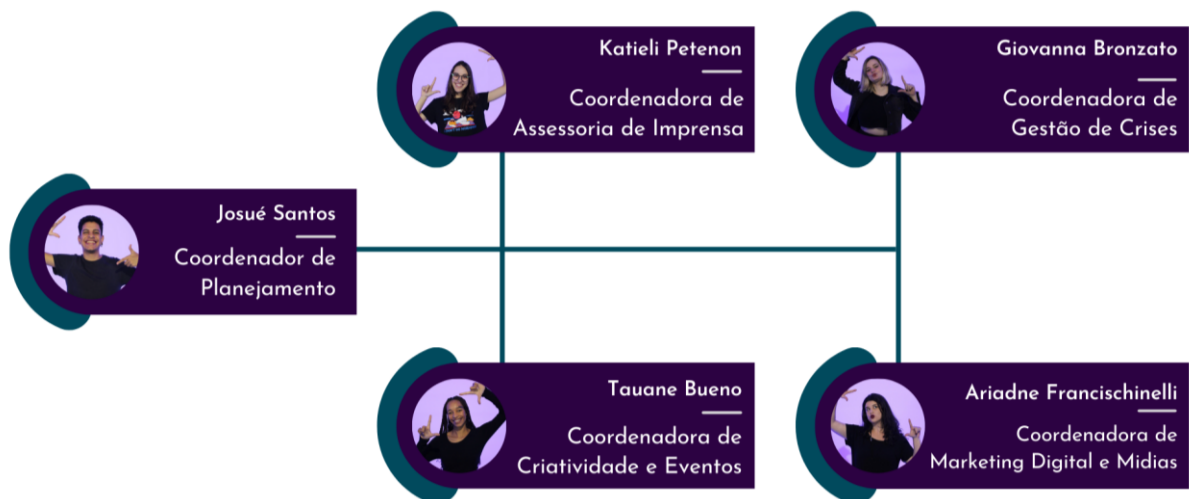 Katieli Petenon
Coordenadora de
Assessoria de Imprensa
Giovanna Bronzato
Coordenadora de
Gestão de Crises
Josué Santos
Coordenador de
Planejamento
Tauane Bueno
Coordenadora de
Criatividade e Eventos
Ariadne Francischinelli
Coordenadora de
Marketing Digital e Midias